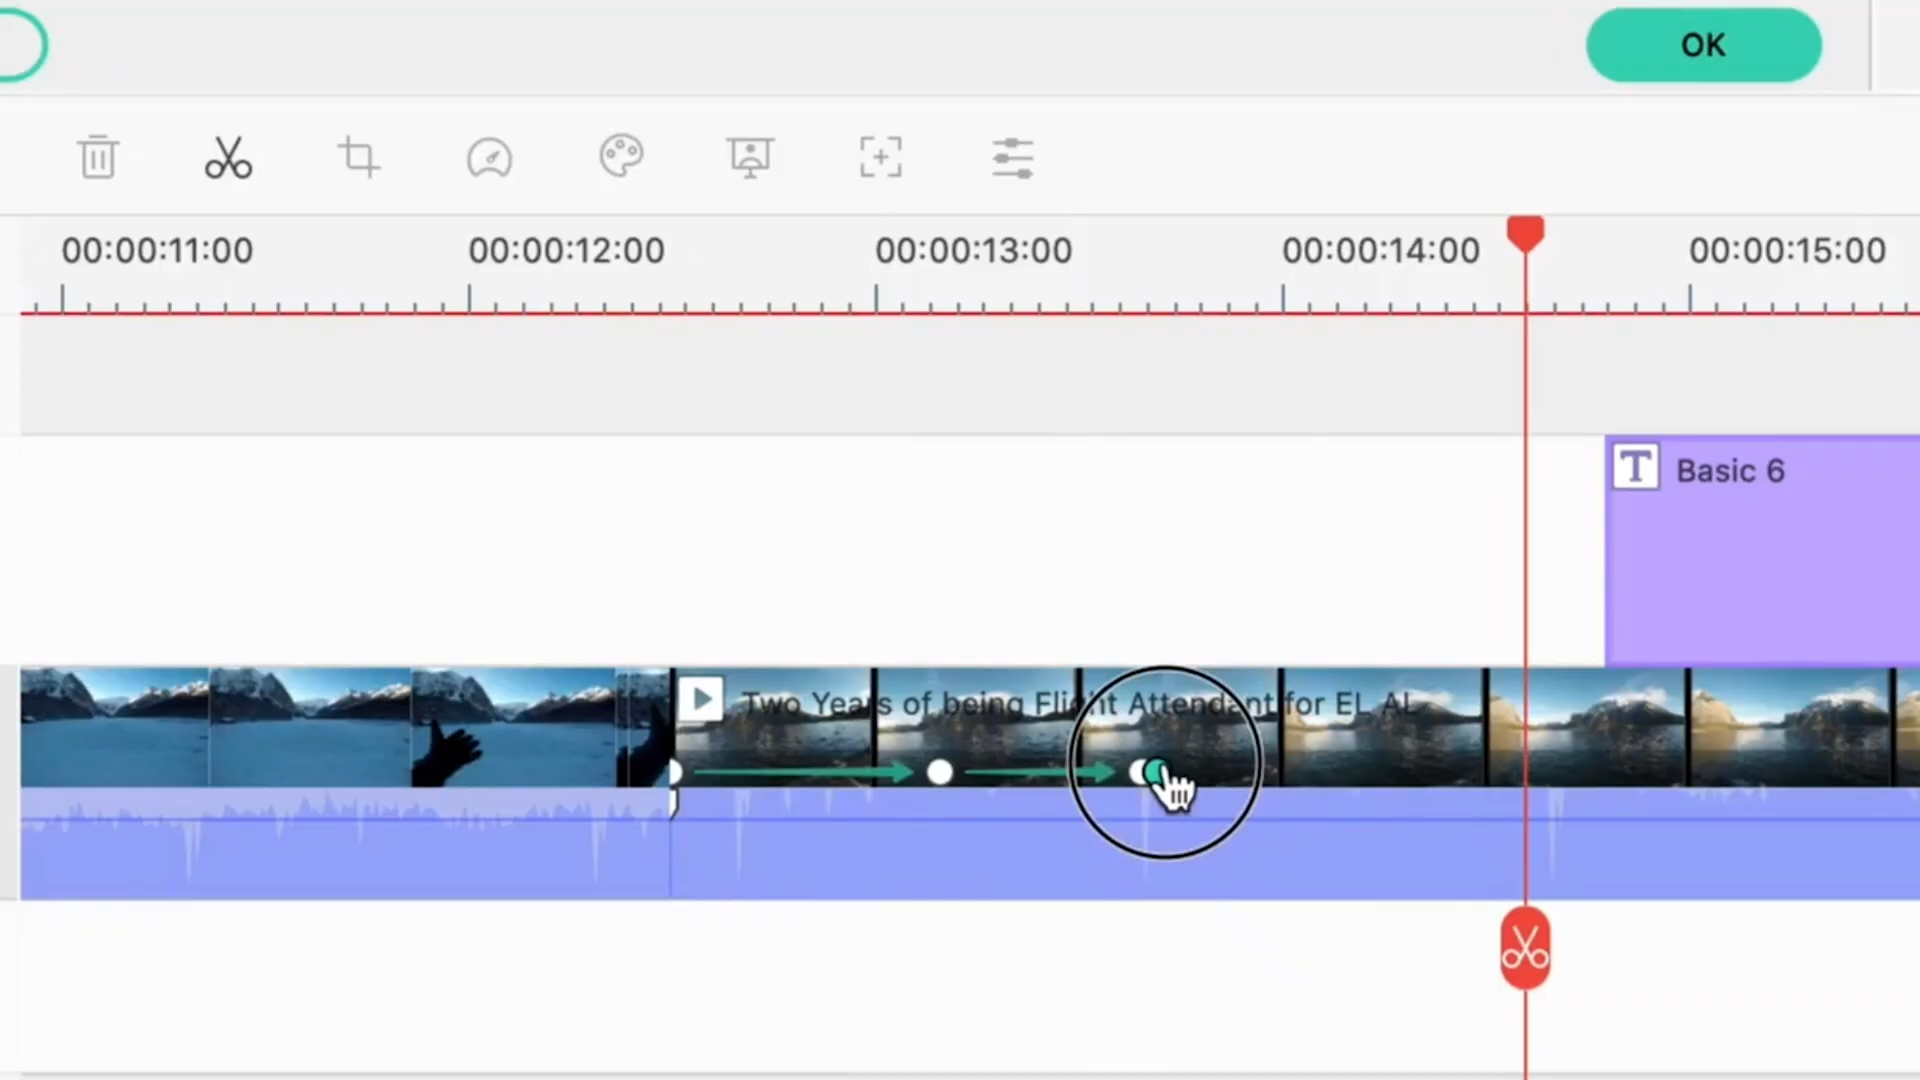 OK
00:00:11:00 00:00:12:00 00:00:13:00 00:00:14:00 00:00:15:00
T Basic 6
Two Years of being Flight Attendant for EL AL